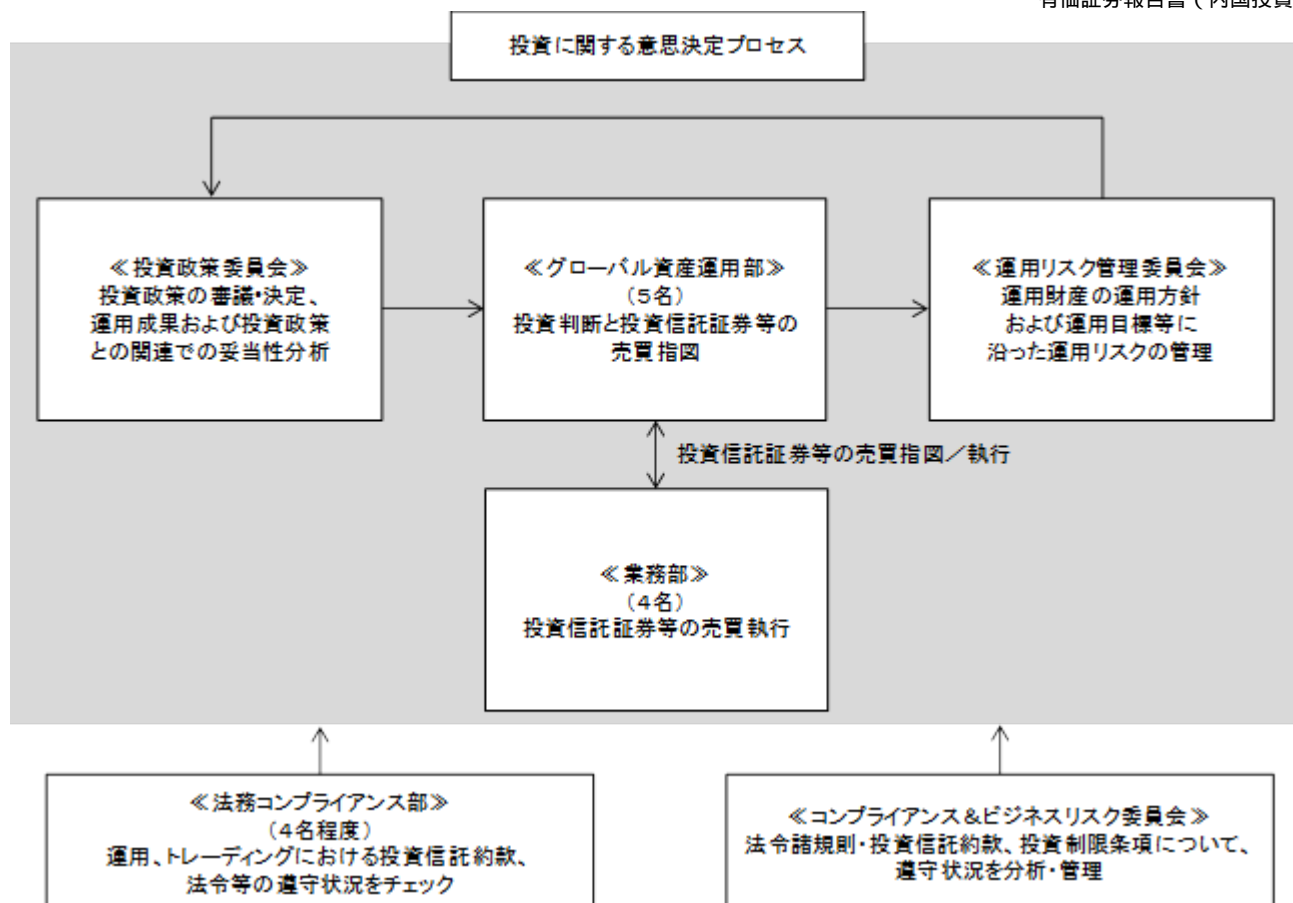 有価証券報告書（内国投資
投資に関する意思決定プロセス
≪投資政策委員会≫
投資政策の審議・決定、
運用成果および投資政策
との関連での妥当性分析
≪グローバル資産運用部≫
（５名）
投資判断と投資信託証券等の
売買指図
≪運用リスク管理委員会≫
運用財産の運用方針
および運用目標等に
沿った運用リスクの管理
投資信託証券等の売買指図／執行
≪業務部≫
（４名）
投資信託証券等の売買執行
≪法務コンプライアンス部≫
（４名程度）
運用、トレーディングにおける投資信託約款、
法令等の遵守状況をチェック
≪コンプライアンス＆ビジネスリスク委員会≫
法令諸規則・投資信託約款、投資制限条項について、
遵守状況を分析・管理